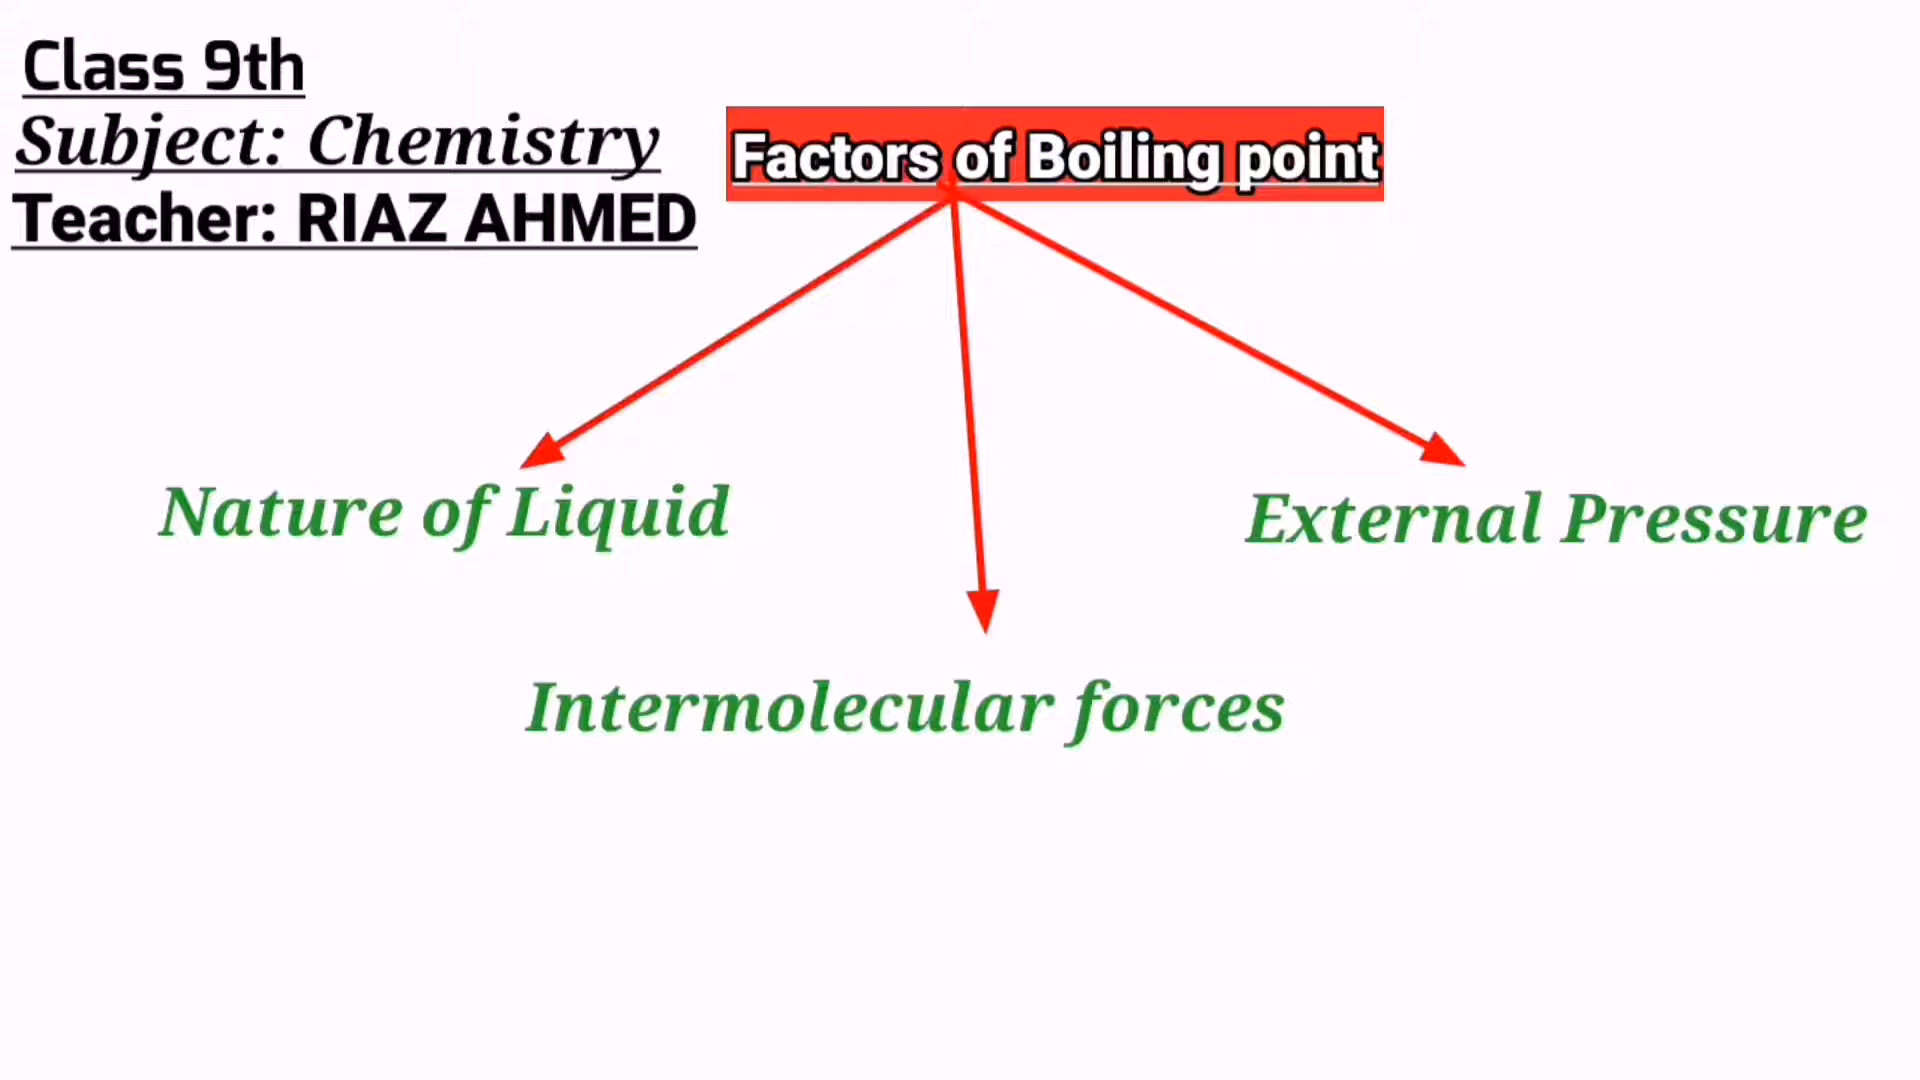 Class 9th
Subject: Chemistry
Teacher: RIAZ AHMED
Factors of Boiling point
Nature of Liquid
External Pressure
Intermolecular forces